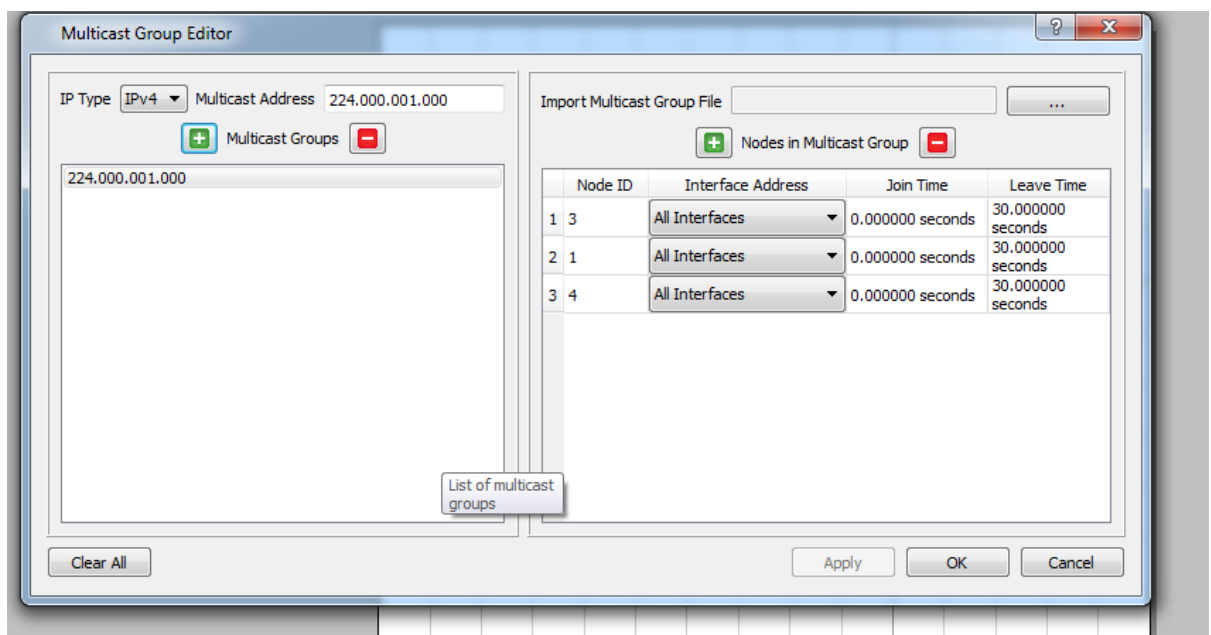 Multicast Group Editor
?
X
IP Type IPv4 Multicast Address 224.000.001.000
Multicast Groups
224.000.001.000
List of multicast
groups
Import Multicast Group File ...
Nodes in Multicast Group
Node ID Interface Address Join Time Leave Time
1 3 All Interfaces 0.000000 seconds 30.000000
seconds
2 1 All Interfaces 0.000000 seconds 30.000000
seconds
3 4 All Interfaces 0.000000 seconds 30.000000
seconds
Clear All Apply OK Cancel